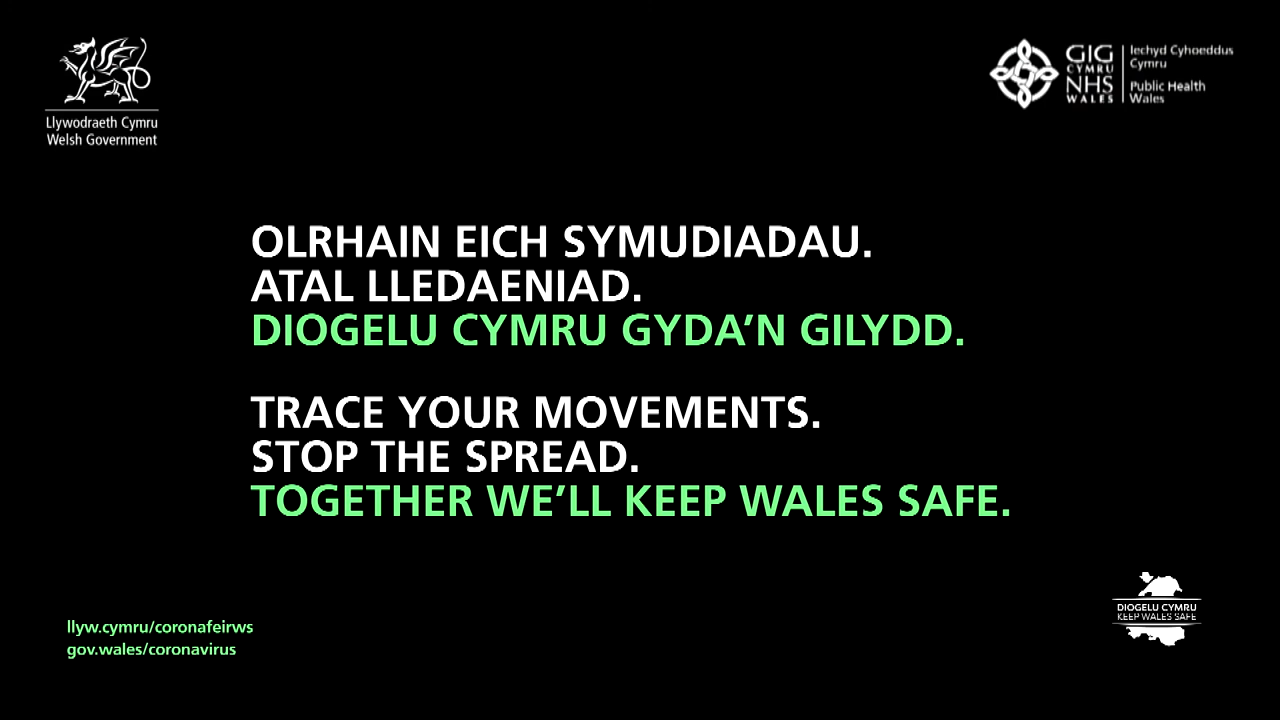 Llywodraeth Cymru
Welsh Government
GIG
CYMRU
NHS
WALES
Iechyd Cyhoeddus
Cymru
Public Health
Wales
OLRHAIN EICH SYMUDIADAU.
ATAL LLEDAENIAD.
DIOGELU CYMRU GYDA’N GILYDD.
TRACE YOUR MOVEMENTS.
STOP THE SPREAD.
TOGETHER WE’LL KEEP WALES SAFE.
llyw.cymru/coronafeirws
gov.wales/coronavirus
DIOGELU CYMRU
KEEP WALES SAFE